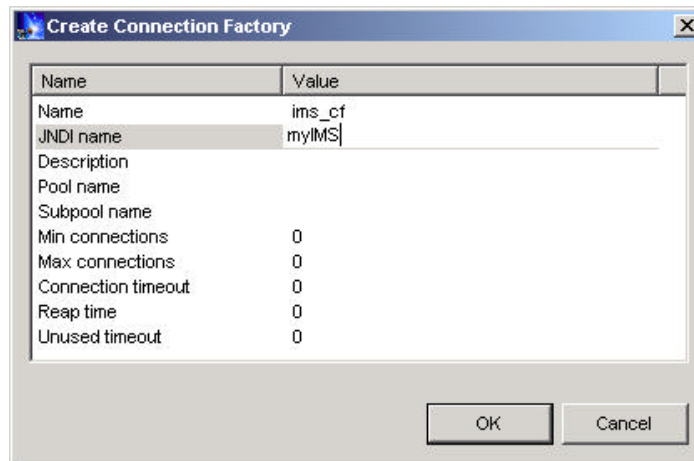 Create Connection Factory
Name Value
Name ims_cf
JNDI name myIMS
Description
Pool name
Subpool name
Min connections 0
Max connections 0
Connection timeout 0
Reap time 0
Unused timeout 0
OK Cancel